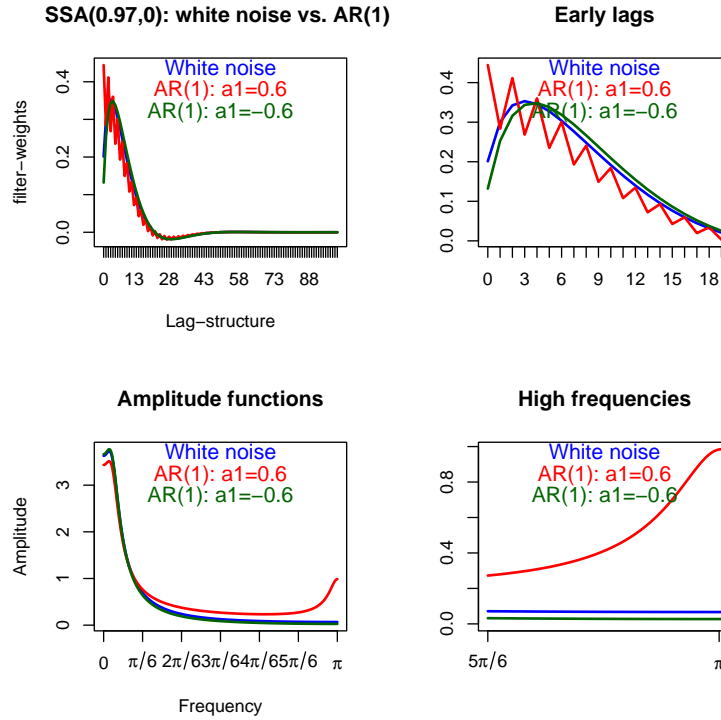 SSA(0.97,0): white noise vs. AR(1)
White noise
AR(1): a1=0.6
AR(1): a1=−0.6
filter−weights
0.0 0.2 0.4
0 13 28 43 58 73 88
Lag−structure
Early lags
White noise
AR(1): a1=0.6
AR(1): a1=−0.6
0.0 0.1 0.2 0.3 0.4
0 3 6 9 12 15 18
Amplitude functions
White noise
AR(1): a1=0.6
AR(1): a1=−0.6
Amplitude
0 1 2 3
0 π/6 2π/6 3π/6 4π/6 5π/6 π
Frequency
High frequencies
White noise
AR(1): a1=0.6
AR(1): a1=−0.6
0.0 0.4 0.8
5π/6 π